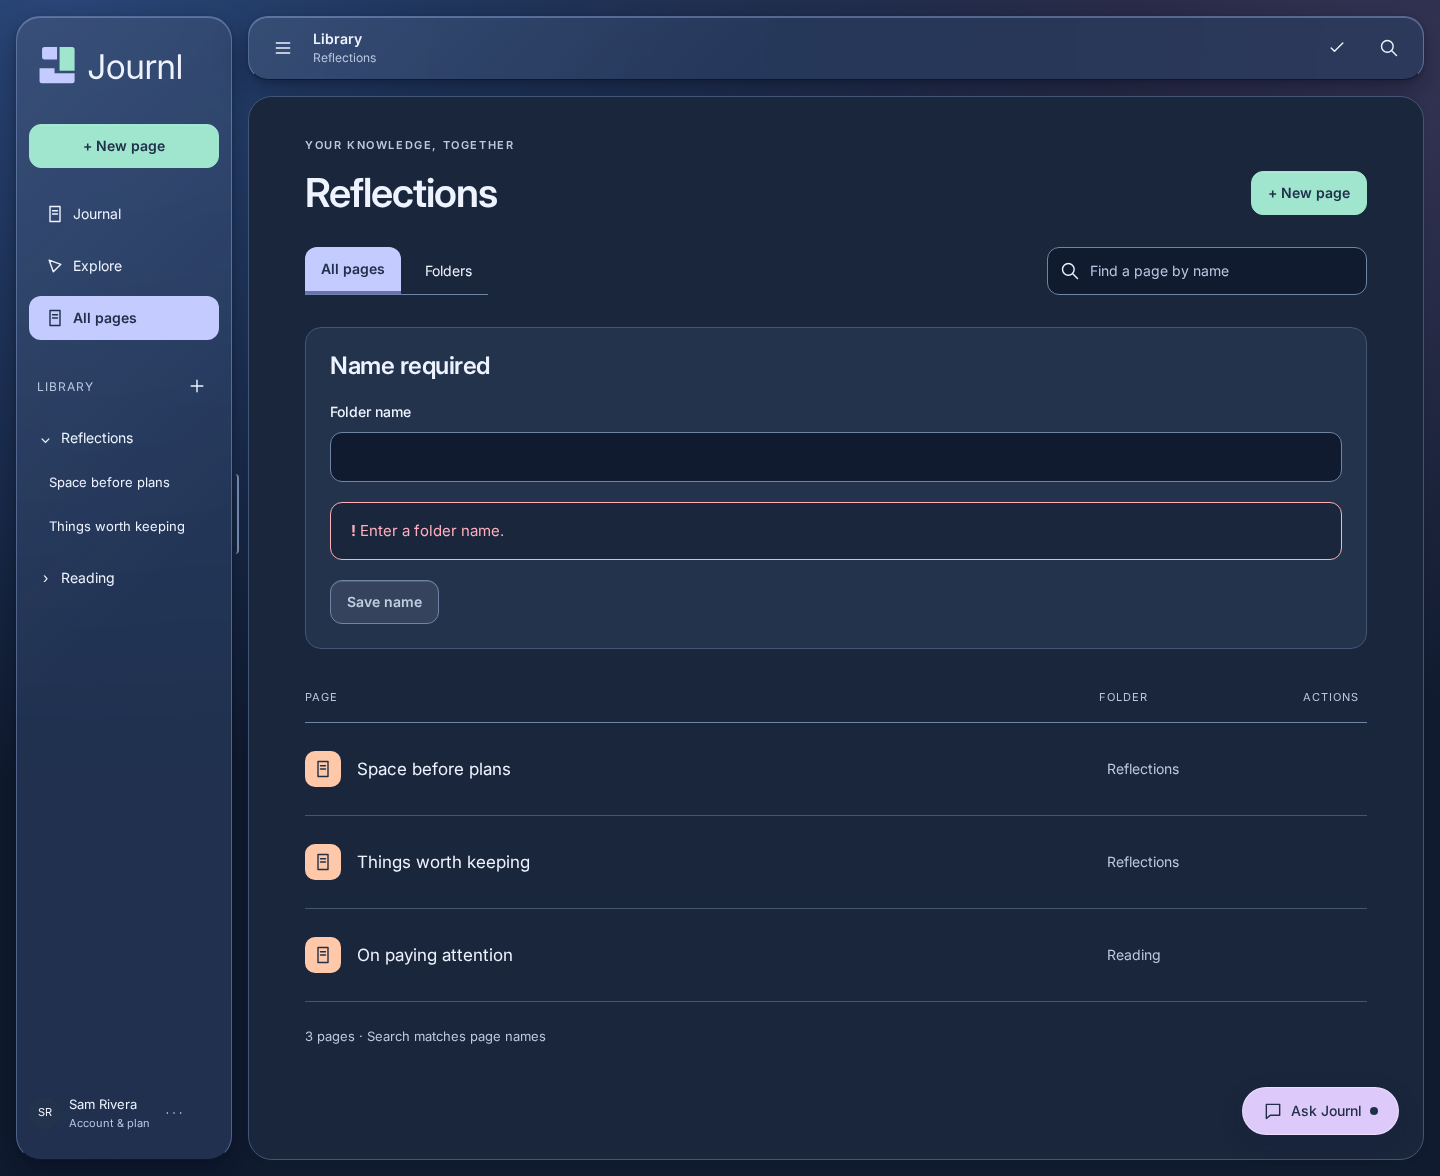 Journl
+ New page
Journal
Explore
All pages
LIBRARY
Reflections
Space before plans
Things worth keeping
Reading
SR
Sam Rivera
Account & plan
Library
Reflections
YOUR KNOWLEDGE, TOGETHER
Reflections
+ New page
All pages
Folders
Find a page by name
Name required
Folder name
! Enter a folder name.
Save name
PAGE
FOLDER
ACTIONS
Space before plans
Reflections
Things worth keeping
Reflections
On paying attention
Reading
3 pages · Search matches page names
Ask Journl